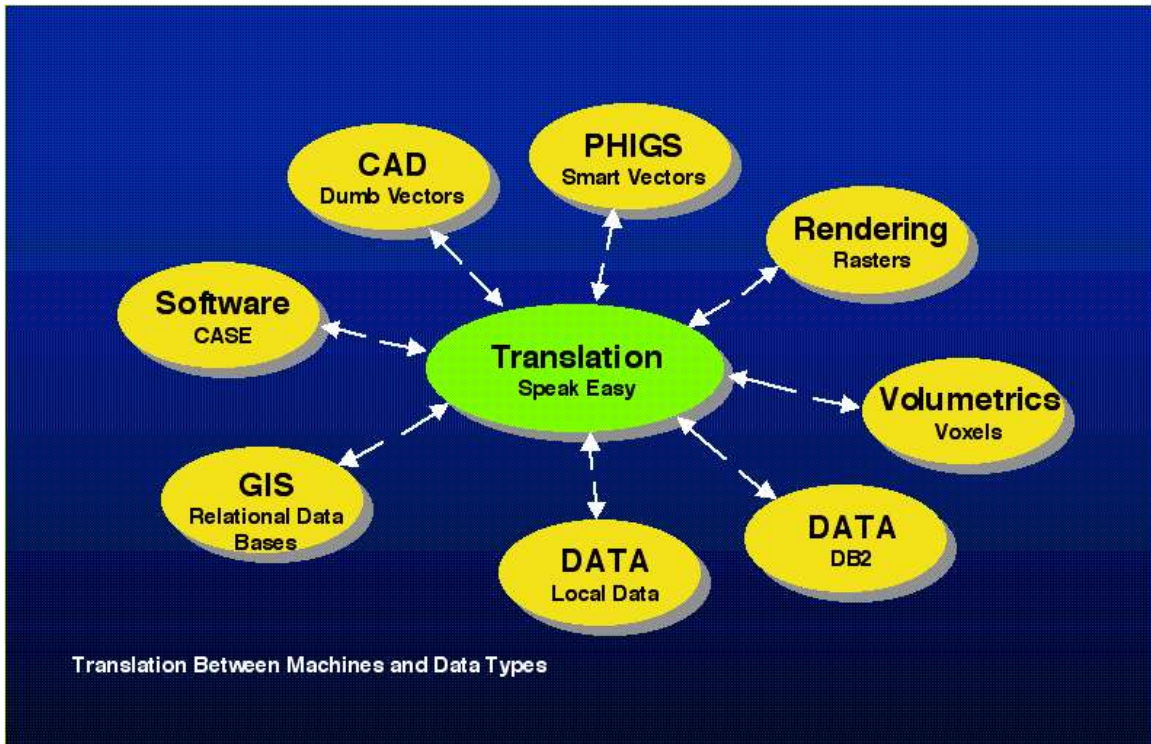 PHIGS
Smart Vectors
CAD
Dumb Vectors
Rendering
Rasters
Software
CASE
Translation
Speak Easy
Volumetrics
Voxels
GIS
Relational Data
Bases
DATA
DB2
DATA
Local Data
Translation Between Machines and Data Types